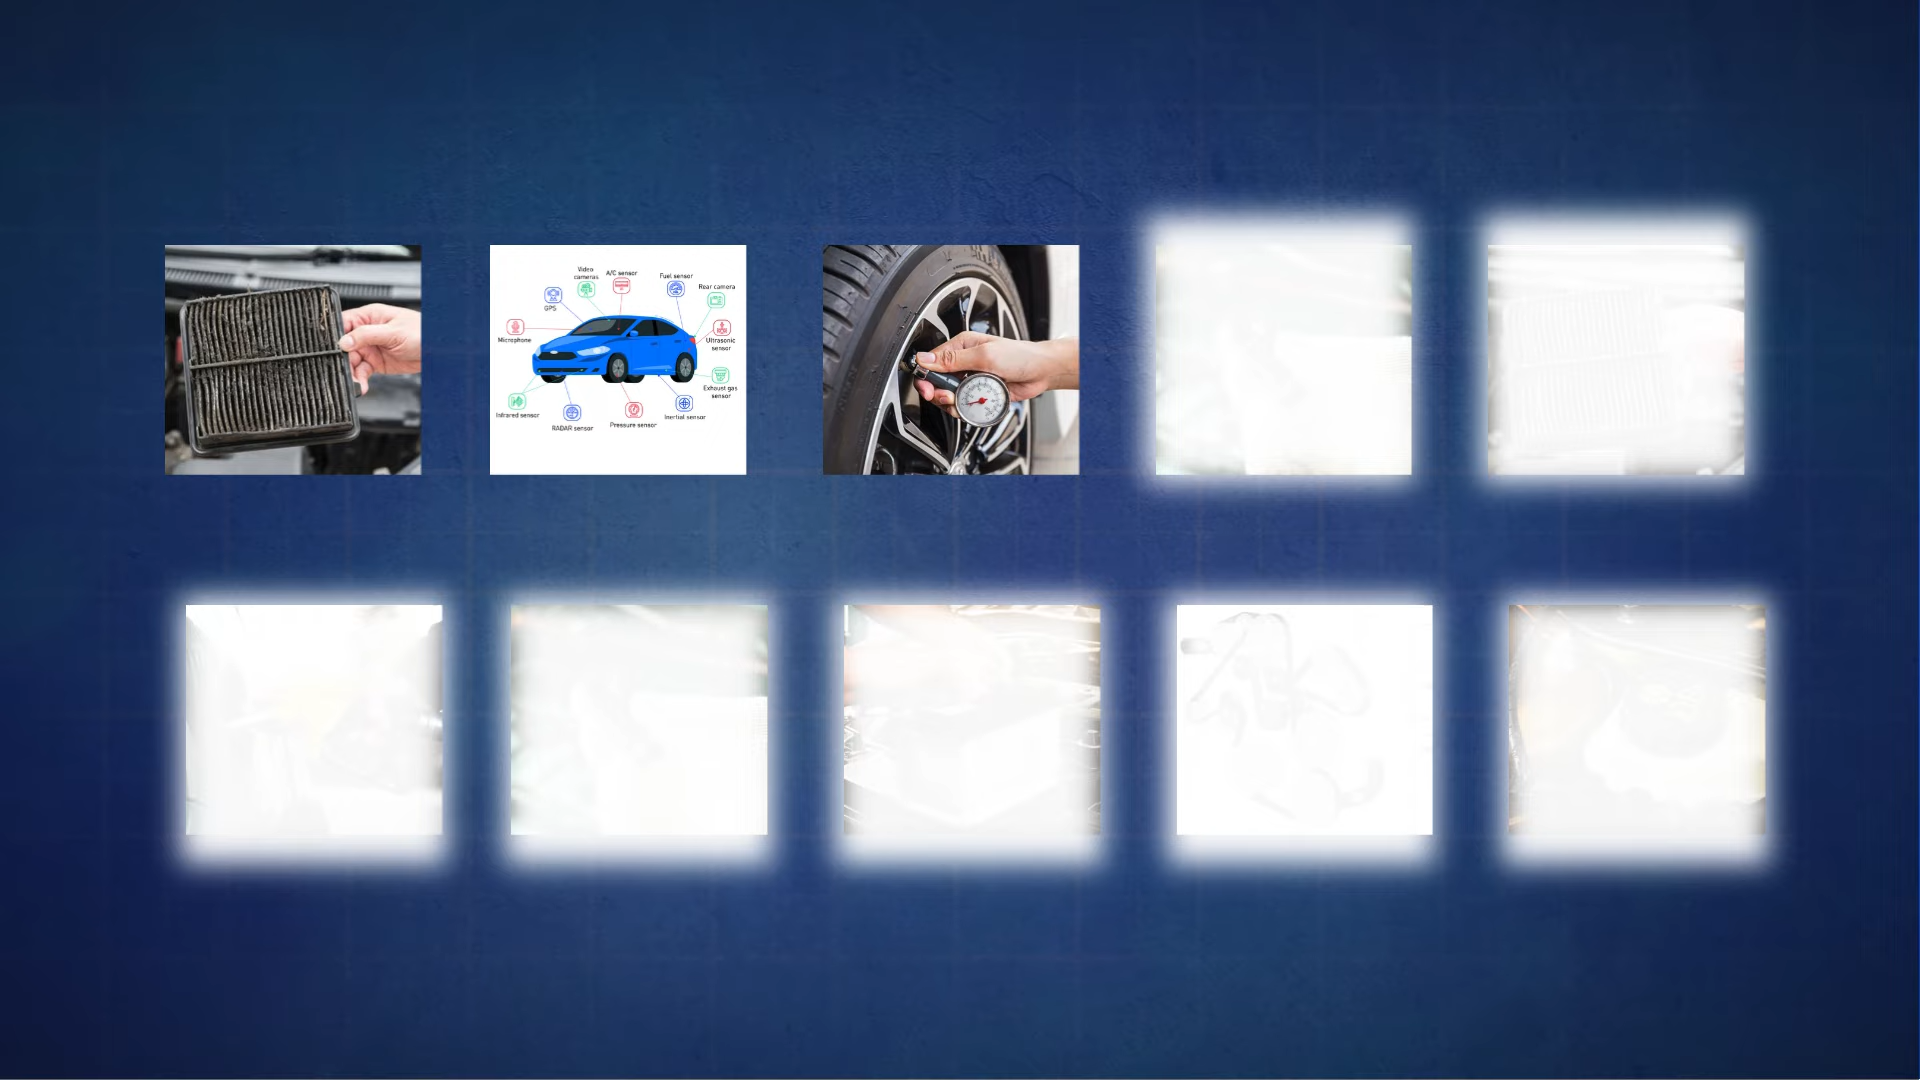 Video
cameras
A/C sensor
Fuel sensor
Rear camera
GPS
Microphone
Ultrasonic
sensor
Exhaust gas
sensor
Infrared sensor
RADAR sensor
Pressure sensor
Inertial sensor